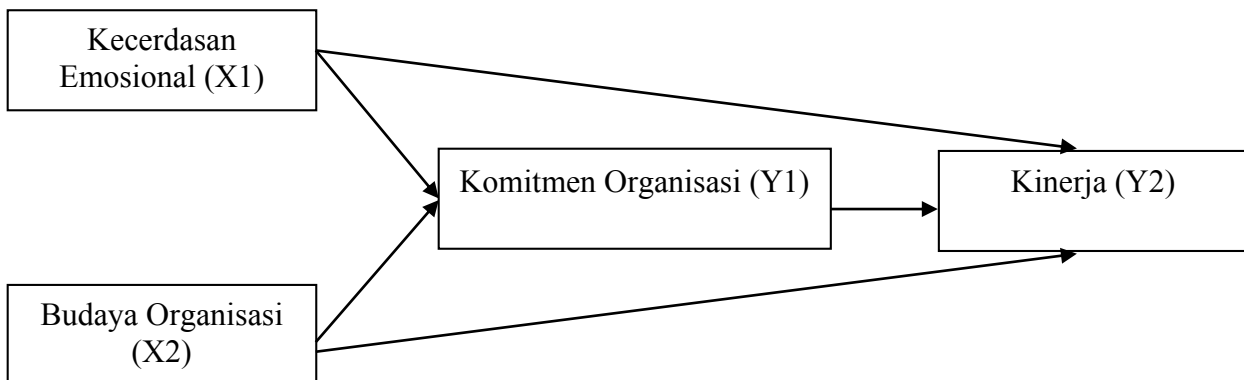 Kecerdasan
Emosional (X1)
Komitmen Organisasi (Y1)
Kinerja (Y2)
Budaya Organisasi
(X2)